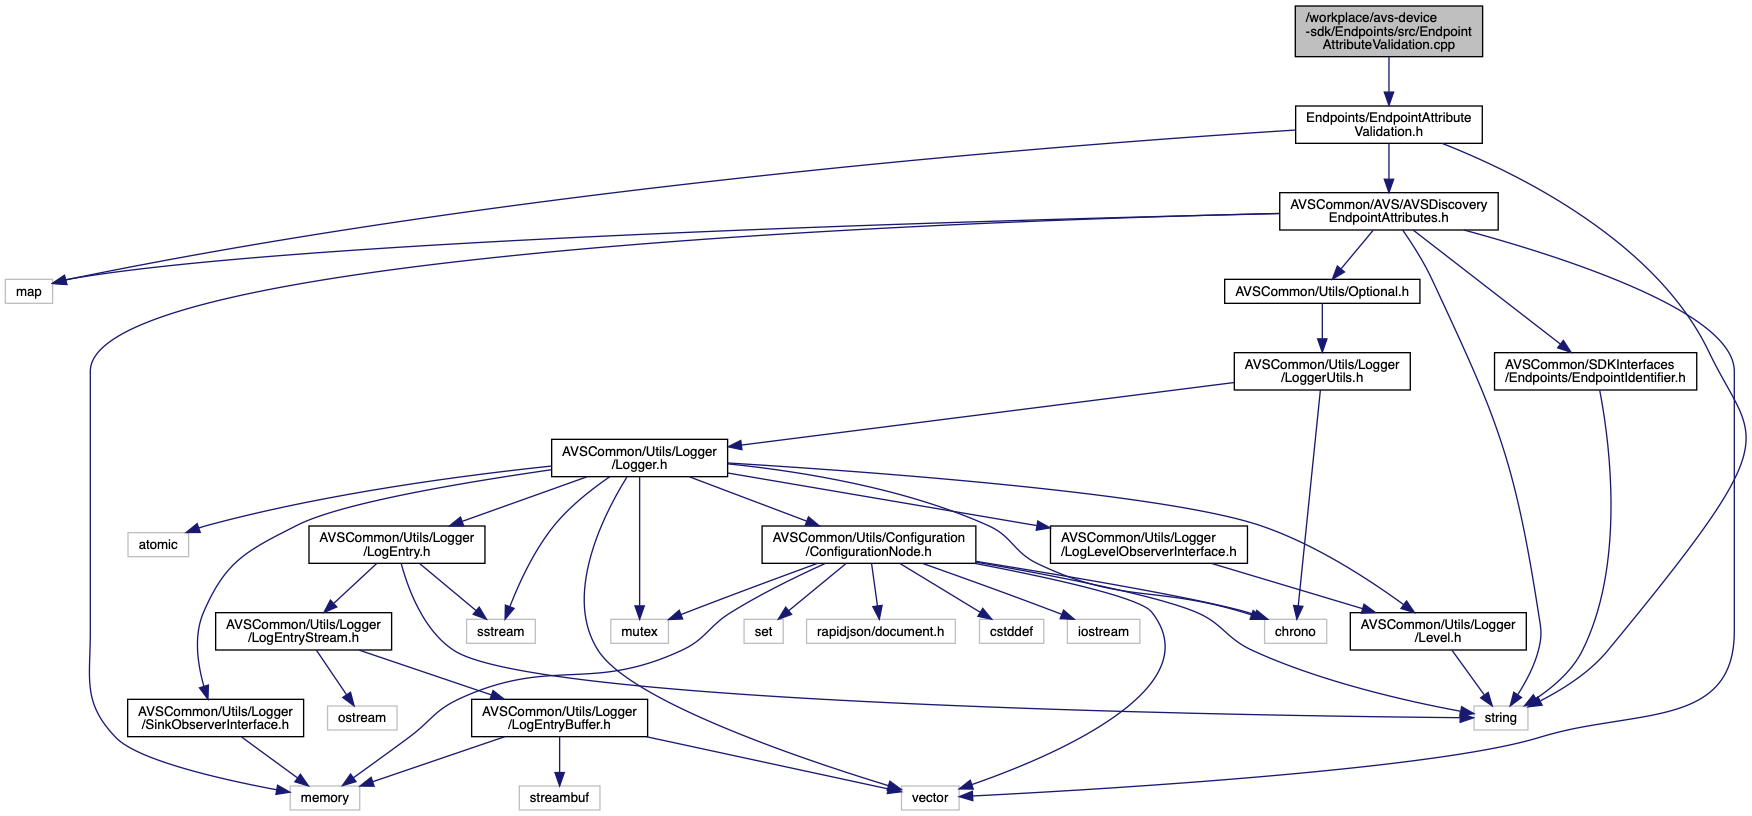 /workplace/avs-device
-sdk/Endpoints/src/Endpoint
AttributeValidation.cpp
Endpoints/EndpointAttribute
Validation.h
AVSCommon/AVS/AVSDiscovery
EndpointAttributes.h
map
AVSCommon/Utils/Optional.h
AVSCommon/Utils/Logger
/LoggerUtils.h
AVSCommon/SDKInterfaces
/Endpoints/EndpointIdentifier.h
AVSCommon/Utils/Logger
/Logger.h
atomic
AVSCommon/Utils/Logger
/LogEntry.h
AVSCommon/Utils/Configuration
/ConfigurationNode.h
AVSCommon/Utils/Logger
/LogLevelObserverInterface.h
AVSCommon/Utils/Logger
/LogEntryStream.h
sstream
mutex
set
rapidjson/document.h
cstddef
iostream
chrono
AVSCommon/Utils/Logger
/Level.h
AVSCommon/Utils/Logger
/SinkObserverInterface.h
ostream
AVSCommon/Utils/Logger
/LogEntryBuffer.h
string
memory
streambuf
vector